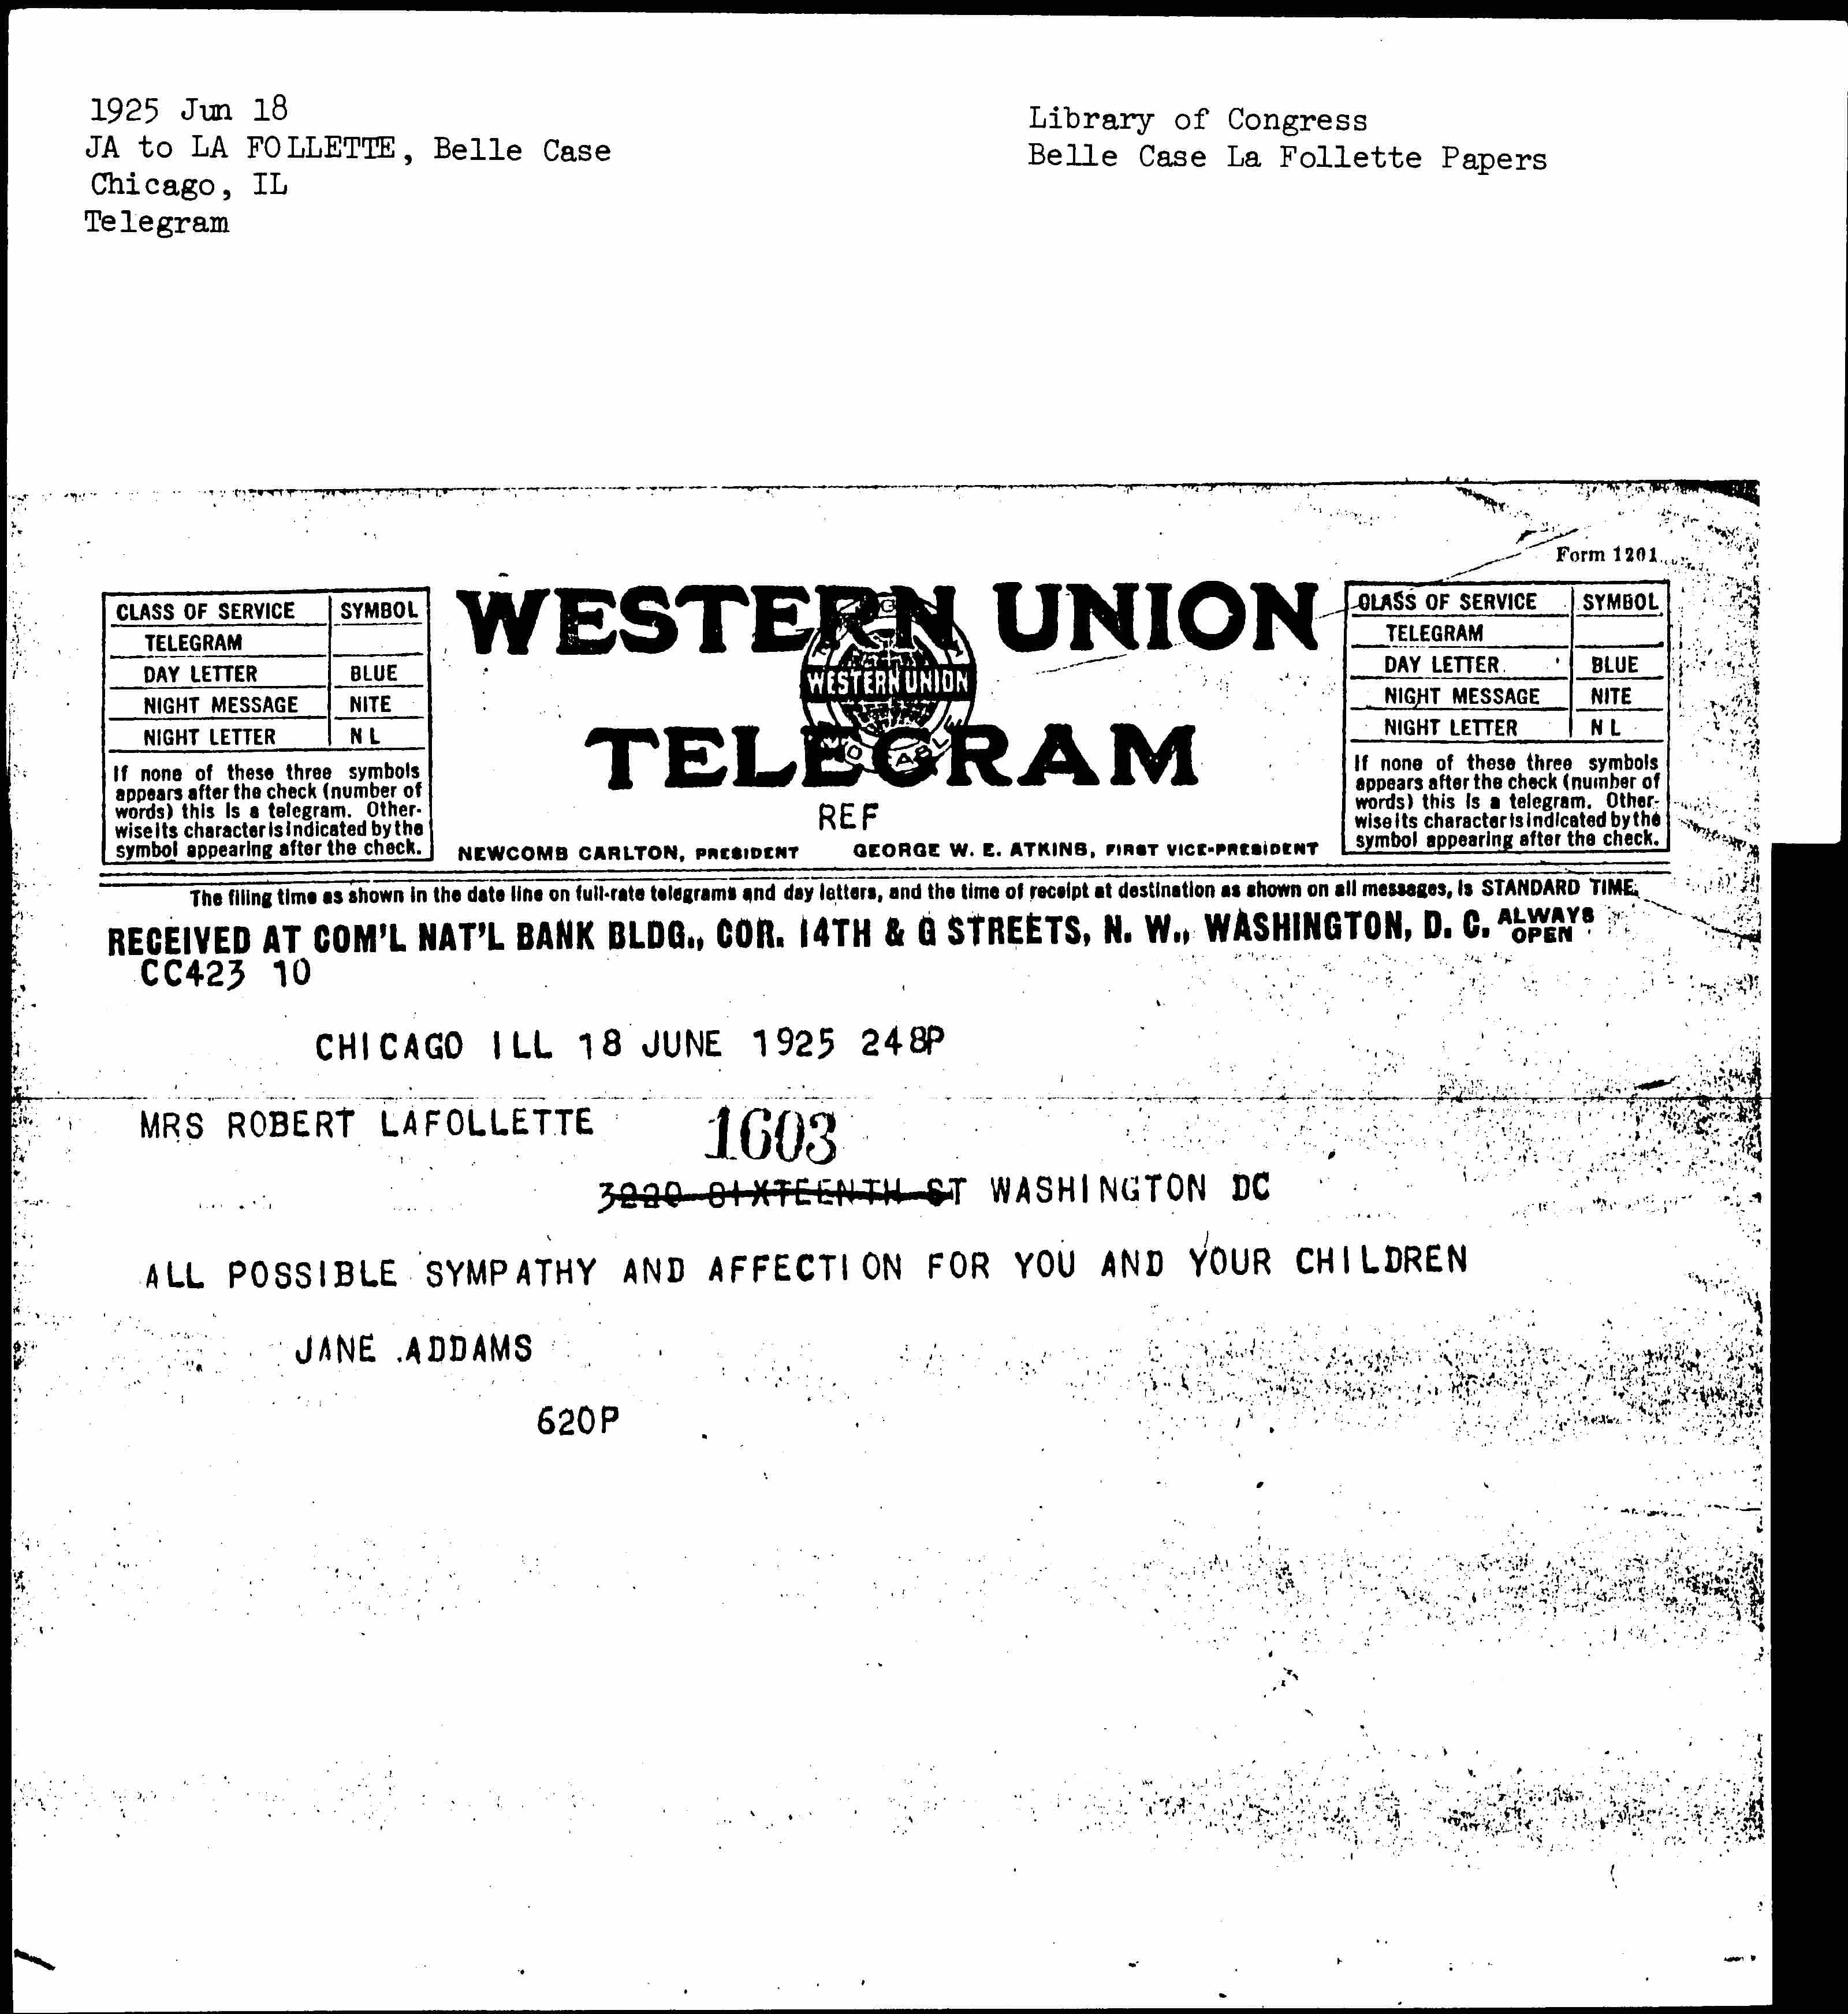 1925 Jun 18
JA to LA FOLLETTE, Belle Case
Chicago, IL
Telegram
Library of Congress
Belle Case La Follette Papers
Form 1201
CLASS OF SERVICE SYMBOL
TELEGRAM
DAY LETTER BLUE
NIGHT MESSAGE NITE
NIGHT LETTER N L
If none of these three symbols
appears after the check (number of
words) this is a telegram. Other-
wise its character is indicated by the
symbol appearing after the check.
WESTERN UNION
WESTERN UNION
TELEGRAM
REF
NEWCOMB CARLTON, PRESIDENT GEORGE W. E. ATKINS, FIRST VICE-PRESIDENT
CLASS OF SERVICE SYMBOL
TELEGRAM
DAY LETTER BLUE
NIGHT MESSAGE NITE
NIGHT LETTER N L
If none of these three symbols
appears after the check (number of
words) this is a telegram. Other-
wise its character is indicated by the
symbol appearing after the check.
The filing time as shown in the date line on full-rate telegrams and day letters, and the time of receipt at destination as shown on all messages, is STANDARD TIME.
RECEIVED AT COM'L NAT'L BANK BLDG., COR. 14TH & G STREETS, N. W., WASHINGTON, D. C. ALWAYS OPEN
CC423 10
CHICAGO ILL 18 JUNE 1925 248P
MRS ROBERT LAFOLLETTE 1603
SIXTEENTH ST WASHINGTON DC
ALL POSSIBLE SYMPATHY AND AFFECTION FOR YOU AND YOUR CHILDREN
JANE ADDAMS
620P